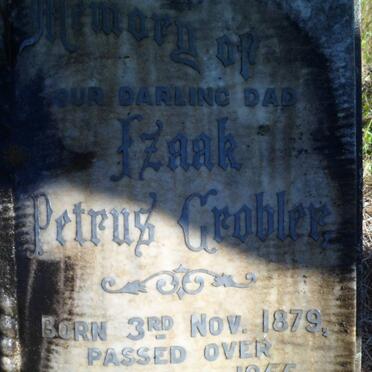 Memory of
OUR DARLING DAD
Izaak
Petrus Grobler,
BORN 3RD NOV. 1879,
PASSED OVER